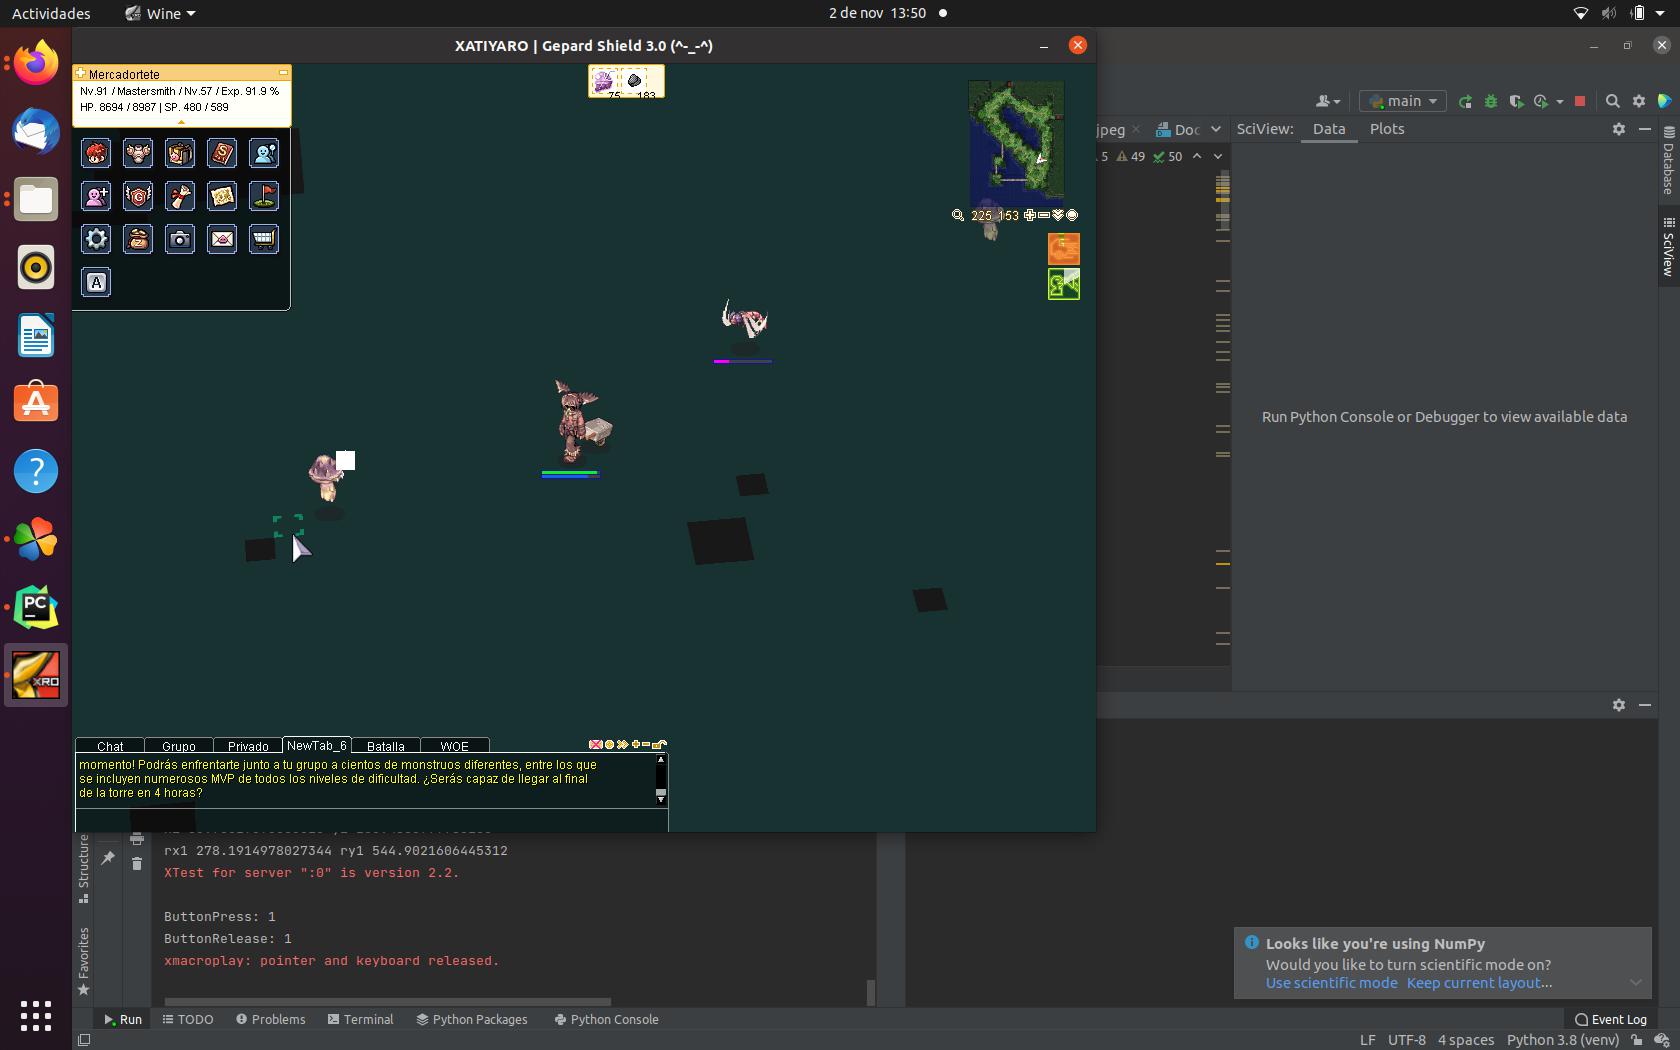 Actividades
Wine
2 de nov 13:50
XATIYARO | Gepard Shield 3.0 (^-_-^)
Mercadortete
Nv.91 / Mastersmith / Nv.57 / Exp. 91.9 %
HP. 8694 / 8987 | SP. 480 / 589
75 183
225 153
main
jpeg
Doc
SciView:
Data
Plots
5
49
50
Database
SciView
Run Python Console or Debugger to view available data
XRO
Chat
Grupo
Privado
NewTab_6
Batalla
WOE
momento! Podrás enfrentarte junto a tu grupo a cientos de monstruos diferentes, entre los que
se incluyen numerosos MVP de todos los niveles de dificultad. ¿Serás capaz de llegar al final
de la torre en 4 horas?
Structure
Favorites
rx1 278.1914978027344 ry1 544.9021606445312
XTest for server ":0" is version 2.2.
ButtonPress: 1
ButtonRelease: 1
xmacroplay: pointer and keyboard released.
Looks like you're using NumPy
Would you like to turn scientific mode on?
Use scientific mode Keep current layout...
Run
TODO
Problems
Terminal
Python Packages
Python Console
Event Log
LF UTF-8 4 spaces Python 3.8 (venv)